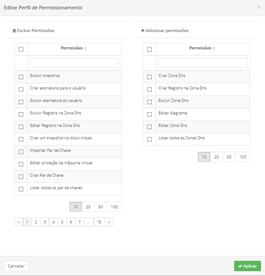 Editar Perfil de Permissionamento
Excluir Permissões
Adicionar permissões
Permissões
Excluir snapshot
Criar assinatura para o usuário
Excluir assinatura do usuário
Excluir Registro na Zona Dns
Editar Registro na Zona Dns
Criar um snapshot no disco virtual
Importar Par de Chave
Editar proteção da máquina virtual
Criar Par de Chave
Listar todos os par de chaves
10 25 50 100
« 1 2 3 4 5 6 7 ... 15 »
Permissões
Criar Zona Dns
Criar Registro na Zona Dns
Excluir Zona Dns
Editar diagrama
Editar Zona Dns
Listar todos as Zonas Dns
10 25 50 100
Cancelar
Aplicar